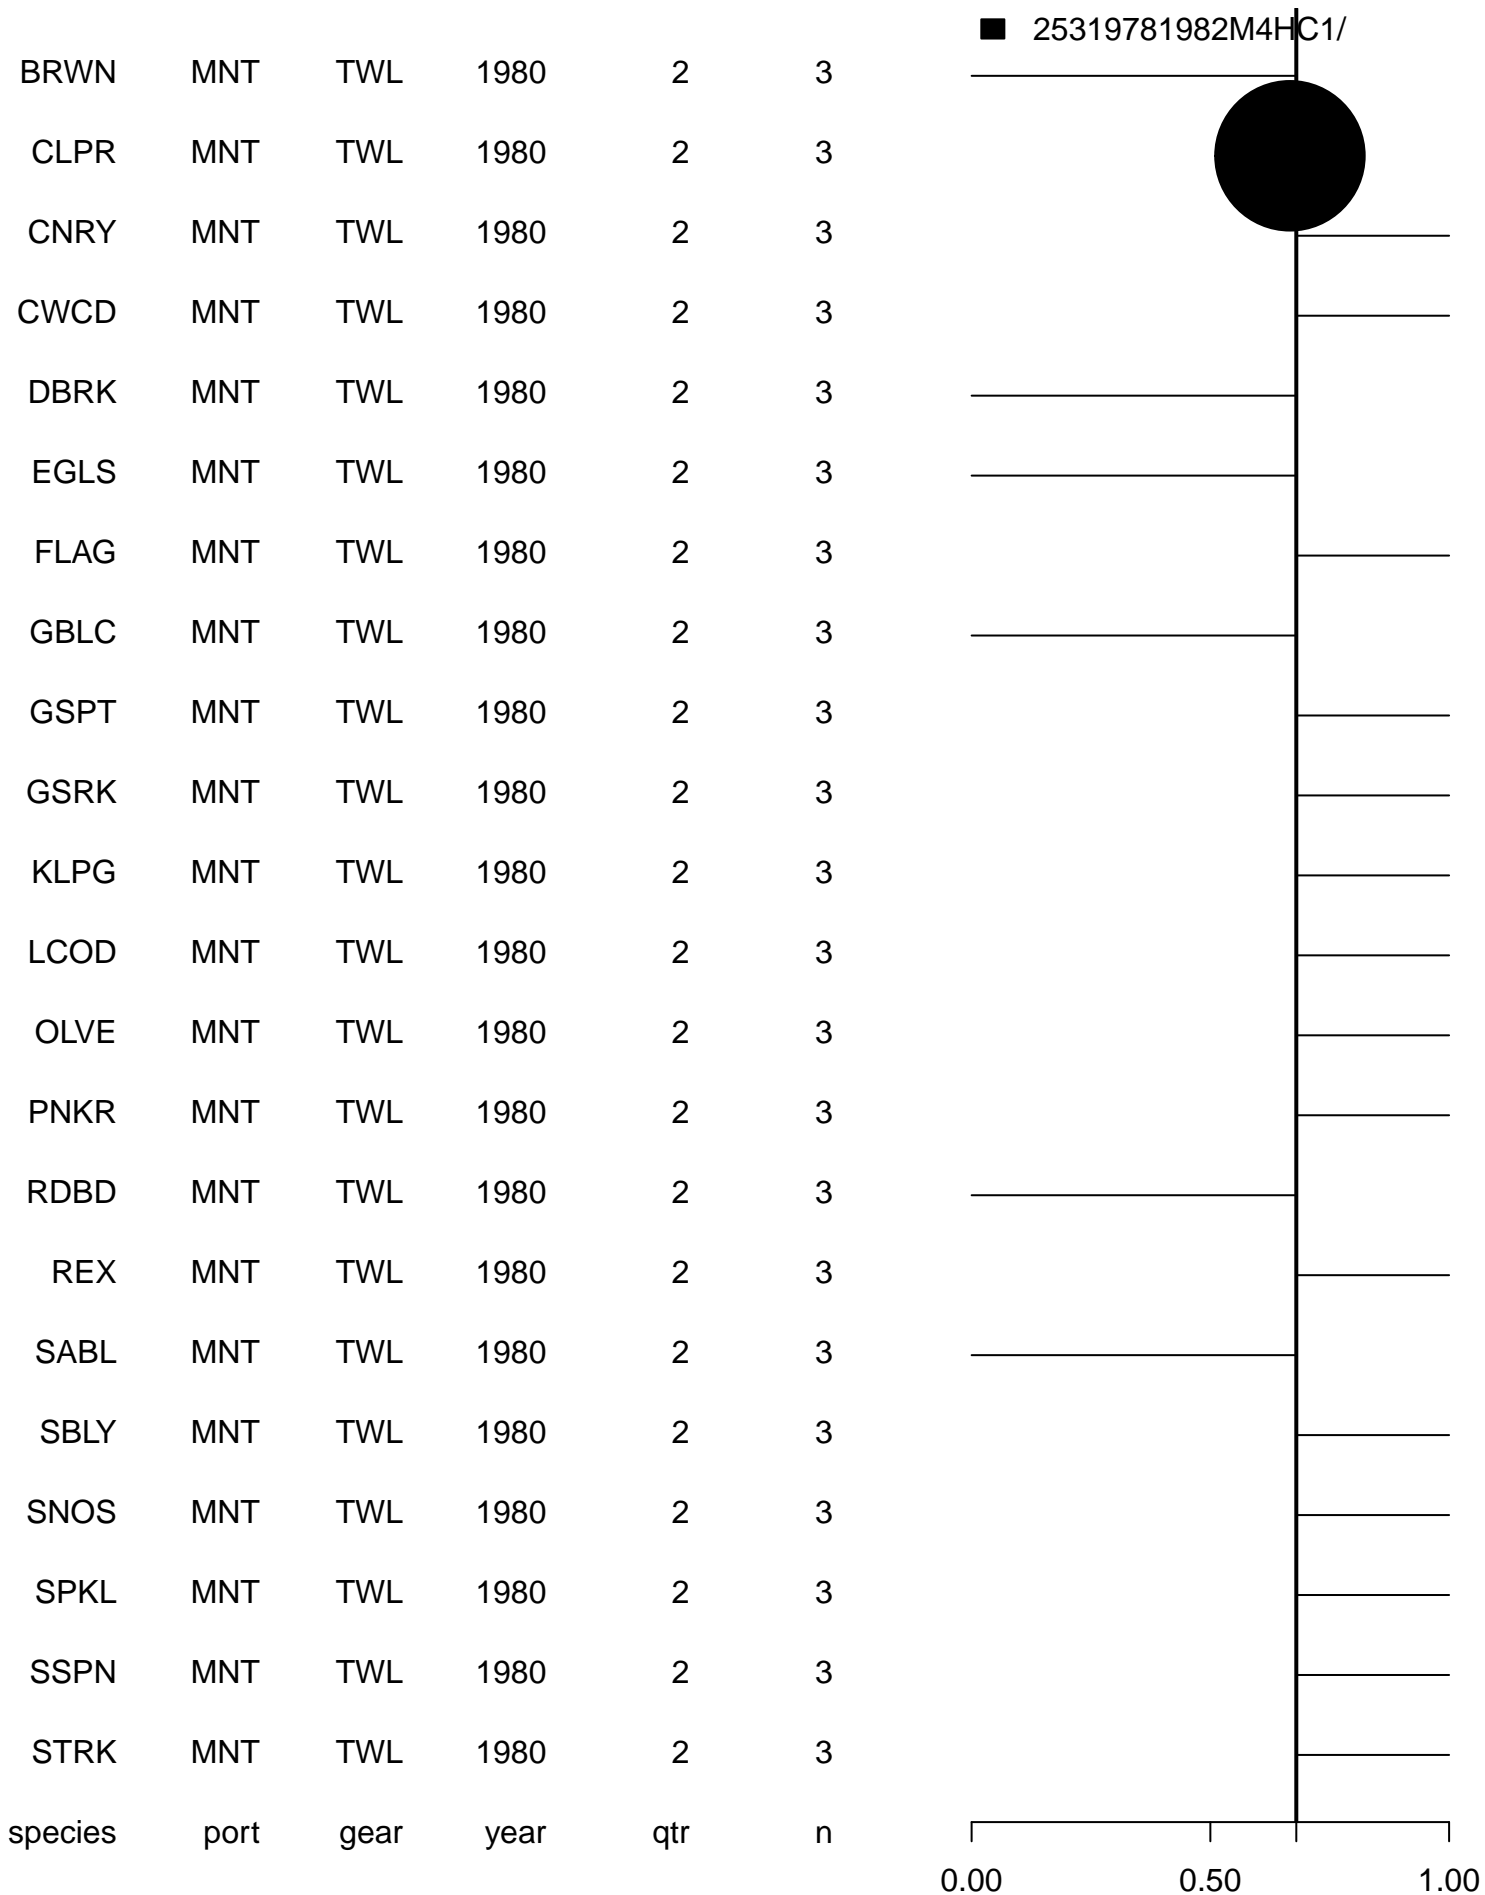 25319781982M4HC1/
BRWN MNT TWL 1980 2 3
CLPR MNT TWL 1980 2 3
CNRY MNT TWL 1980 2 3
CWCD MNT TWL 1980 2 3
DBRK MNT TWL 1980 2 3
EGLS MNT TWL 1980 2 3
FLAG MNT TWL 1980 2 3
GBLC MNT TWL 1980 2 3
GSPT MNT TWL 1980 2 3
GSRK MNT TWL 1980 2 3
KLPG MNT TWL 1980 2 3
LCOD MNT TWL 1980 2 3
OLVE MNT TWL 1980 2 3
PNKR MNT TWL 1980 2 3
RDBD MNT TWL 1980 2 3
REX MNT TWL 1980 2 3
SABL MNT TWL 1980 2 3
SBLY MNT TWL 1980 2 3
SNOS MNT TWL 1980 2 3
SPKL MNT TWL 1980 2 3
SSPN MNT TWL 1980 2 3
STRK MNT TWL 1980 2 3
species port gear year qtr n
0.00 0.50 1.00